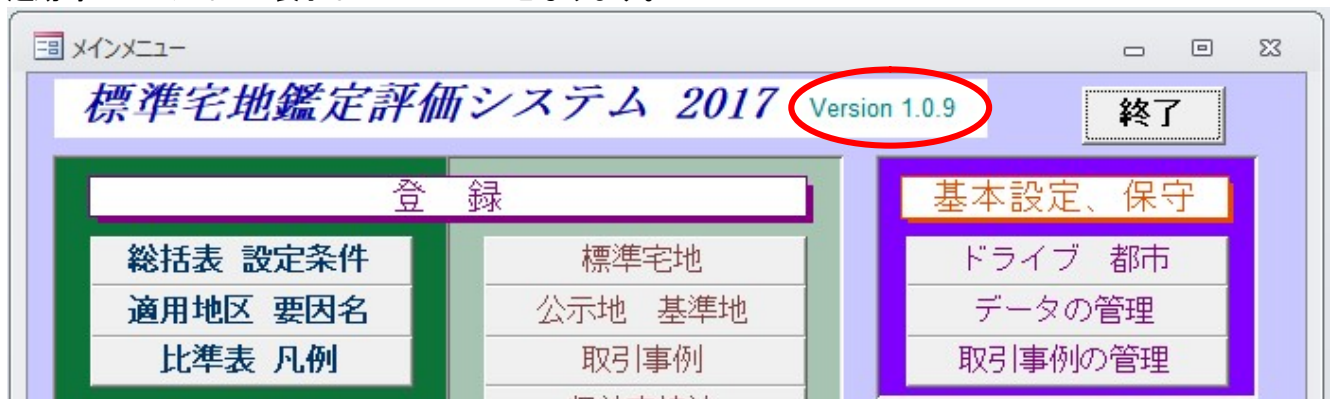 メインメニュー
標準宅地鑑定評価システム 2017 Version 1.0.9
終了
登 録
基本設定、保守
総括表 設定条件
標準宅地
ドライブ 都市
適用地区 要因名
公示地 基準地
データの管理
比準表 凡例
取引事例
取引事例の管理